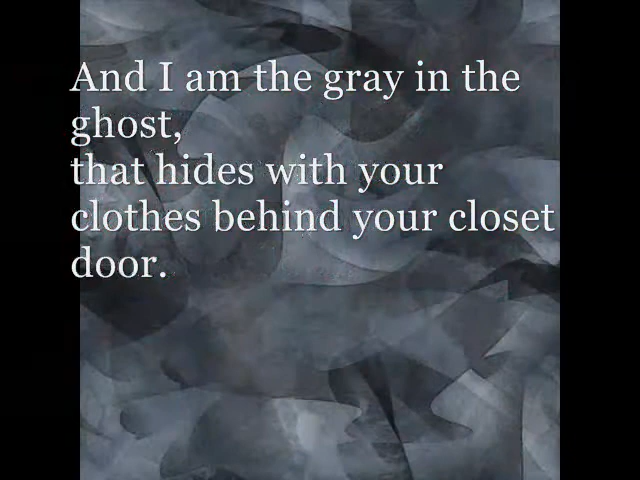 And I am the gray in the
ghost,
that hides with your
clothes behind your closet
door.